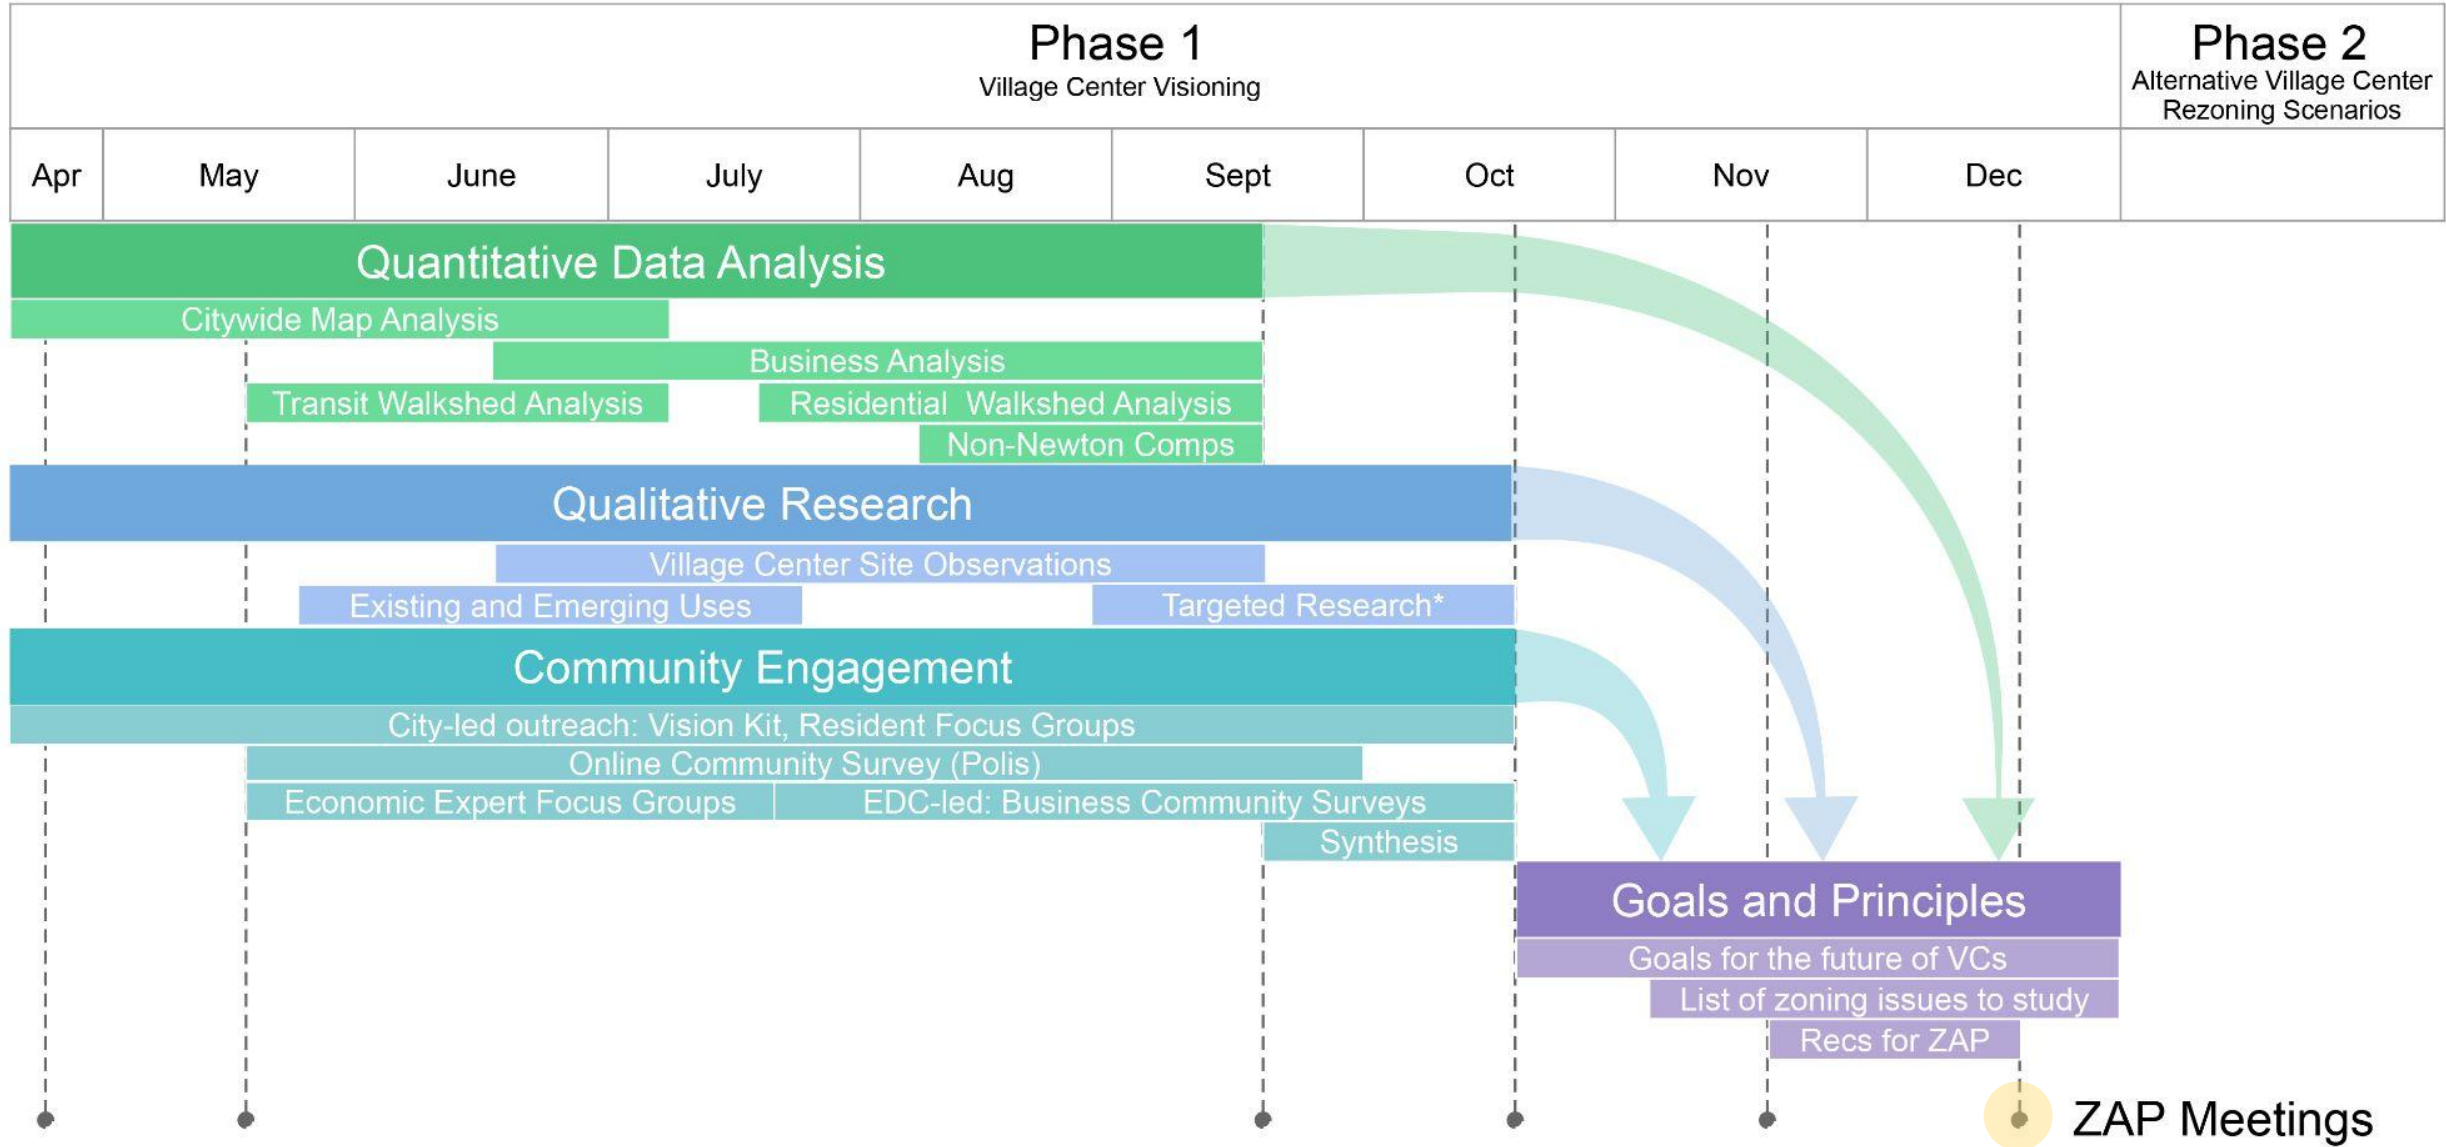 Phase 1
Village Center Visioning
Phase 2
Alternative Village Center
Rezoning Scenarios
Apr
May
June
July
Aug
Sept
Oct
Nov
Dec
Quantitative Data Analysis
Citywide Map Analysis
Business Analysis
Transit Walkshed Analysis
Residential Walkshed Analysis
Non-Newton Comps
Qualitative Research
Village Center Site Observations
Existing and Emerging Uses
Targeted Research*
Community Engagement
City-led outreach: Vision Kit, Resident Focus Groups
Online Community Survey (Polis)
Economic Expert Focus Groups
EDC-led: Business Community Surveys
Synthesis
Goals and Principles
Goals for the future of VCs
List of zoning issues to study
Recs for ZAP
ZAP Meetings